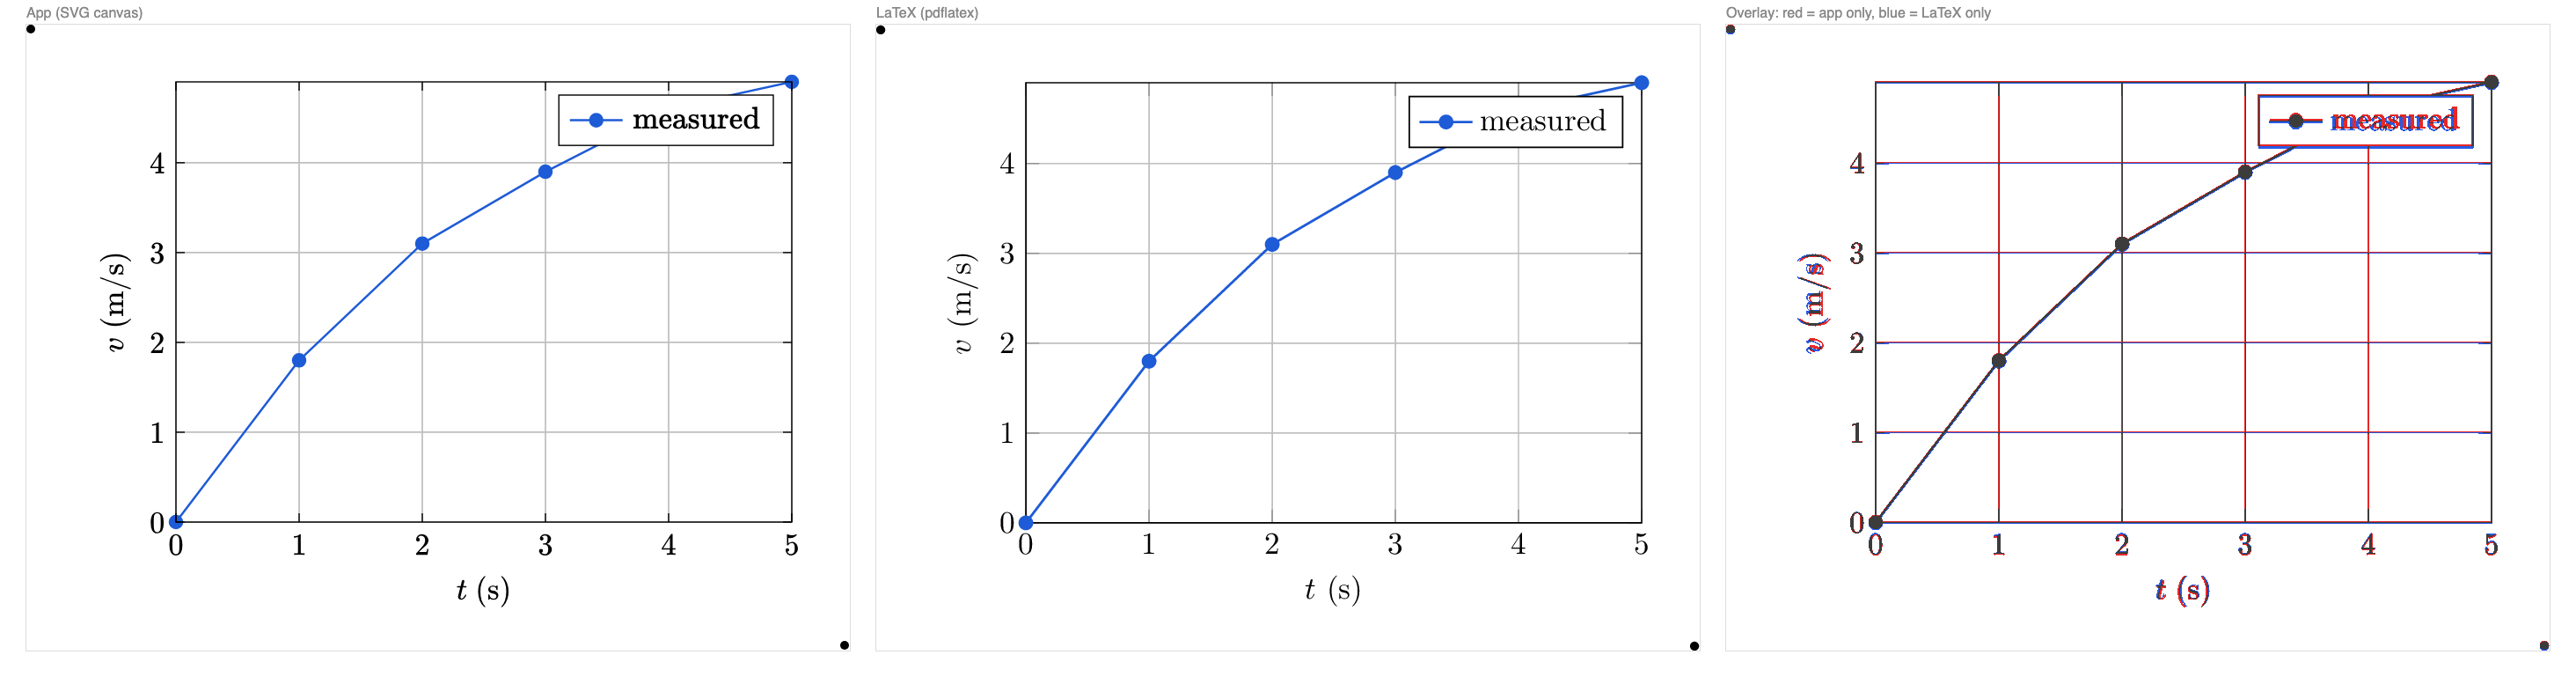 App (SVG canvas)
measured
4
3
2
1
0
v (m/s)
0 1 2 3 4 5
t (s)
LaTeX (pdflatex)
measured
4
3
2
1
0
v (m/s)
0 1 2 3 4 5
t (s)
Overlay: red = app only, blue = LaTeX only
measured
4
3
2
1
0
v (m/s)
0 1 2 3 4 5
t (s)